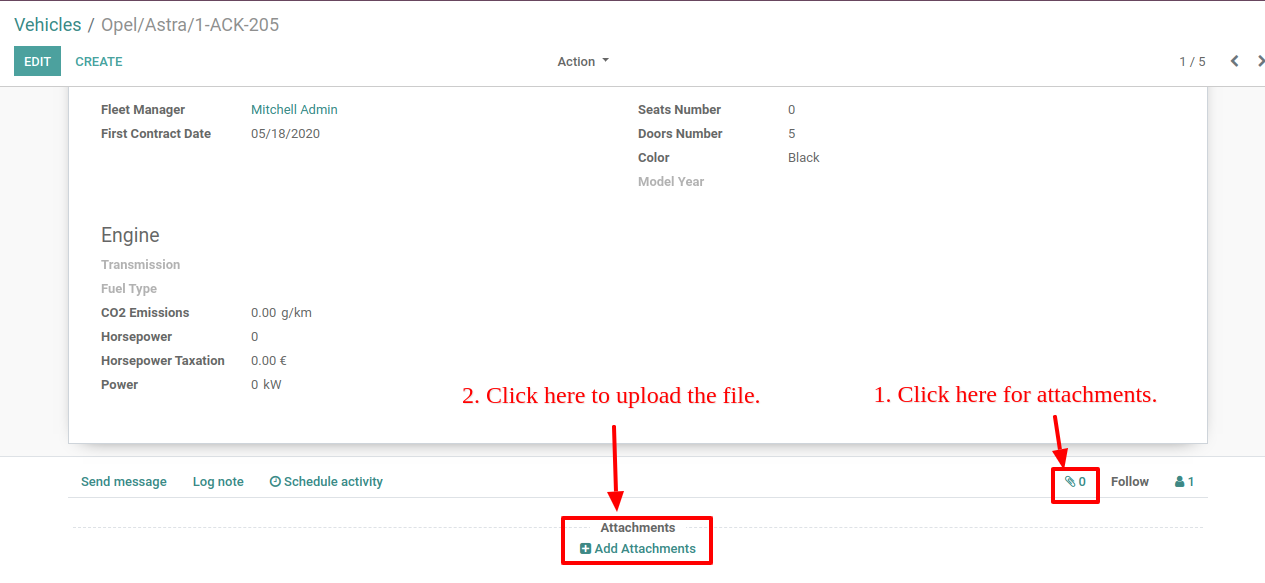 Vehicles / Opel/Astra/1-ACK-205
EDIT CREATE Action 1 / 5
Fleet Manager Mitchell Admin Seats Number 0
First Contract Date 05/18/2020 Doors Number 5
Color Black
Model Year
Engine
Transmission
Fuel Type
CO2 Emissions 0.00 g/km
Horsepower 0
Horsepower Taxation 0.00 €
Power 0 kW
2. Click here to upload the file. 1. Click here for attachments.
Send message Log note Schedule activity 0 Follow 1
Attachments
Add Attachments